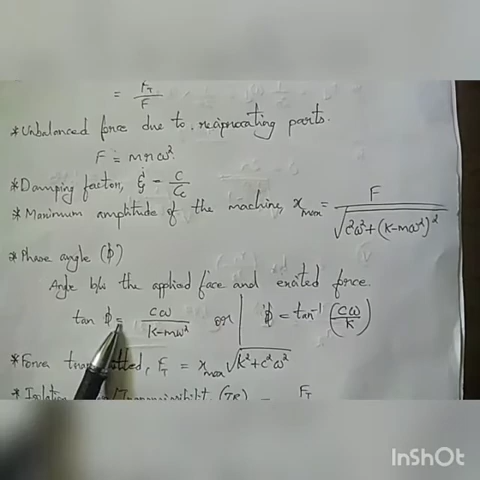 = F_T / F
* Unbalanced force due to, reciprocating parts.
F = mrω²
* Damping factor, ξ = C / C_c
* Maximum amplitude of the machine, x_max = F / √(c²ω² + (k-mω²)²)
* Phase angle (ϕ)
Angle b/w the applied force and exited force.
tan ϕ = cω / (k-mω²) or | ϕ = tan⁻¹ (cω / k)
* Force transmitted, F_T = x_max √(k² + c²ω²)
(TR) = F_T
InShOt